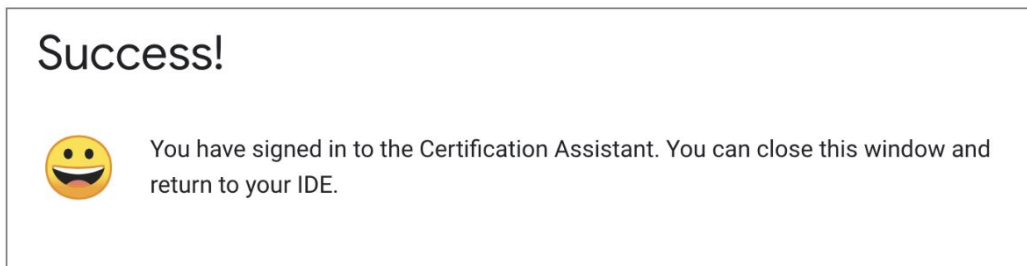 Success!
You have signed in to the Certification Assistant. You can close this window and
return to your IDE.